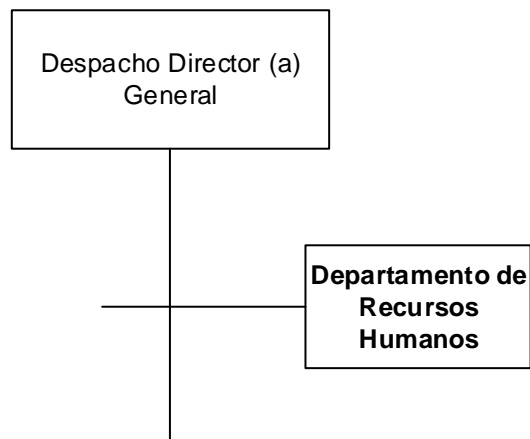 Despacho Director (a)
General
Departamento de
Recursos
Humanos